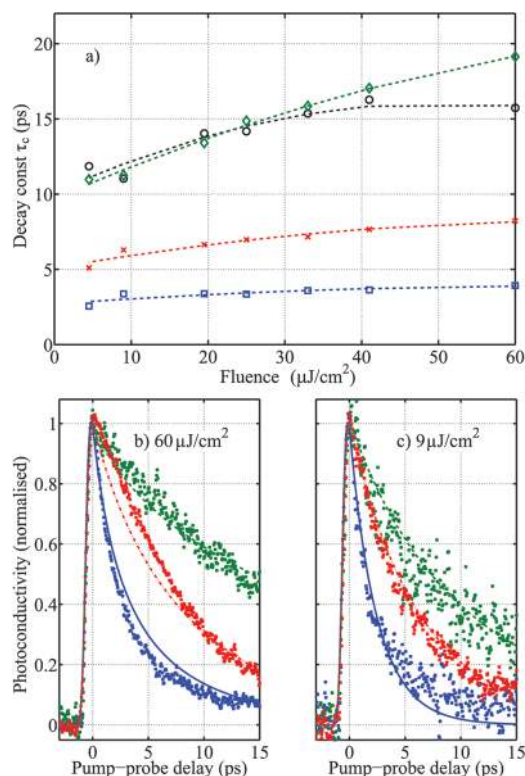 a)
Decay const τc (ps)
20
15
10
5
0
0 10 20 30 40 50 60
Fluence (μJ/cm²)
b) 60 μJ/cm²
c) 9 μJ/cm²
Photoconductivity (normalised)
1
0.8
0.6
0.4
0.2
0
0 5 10 15
0 5 10 15
Pump−probe delay (ps)
Pump−probe delay (ps)